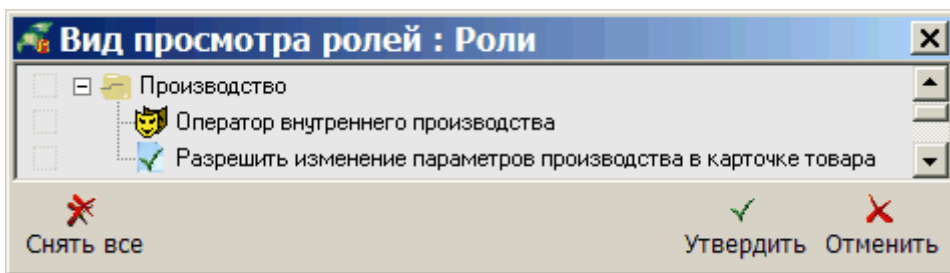 Вид просмотра ролей : Роли
Производство
Оператор внутреннего производства
Разрешить изменение параметров производства в карточке товара
Снять все
Утвердить Отменить